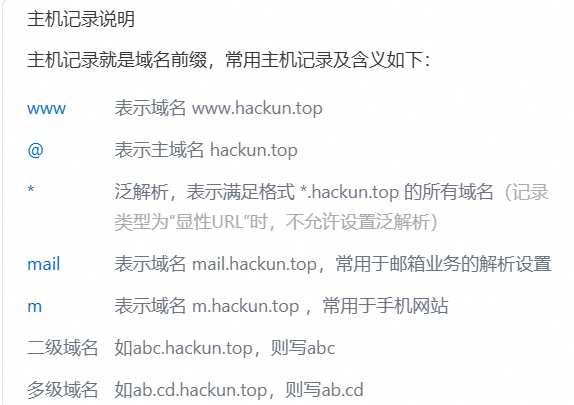 主机记录说明
主机记录就是域名前缀，常用主机记录及含义如下：
www 表示域名 www.hackun.top
@ 表示主域名 hackun.top
* 泛解析，表示满足格式 *.hackun.top 的所有域名（记录
类型为“显性URL”时，不允许设置泛解析）
mail 表示域名 mail.hackun.top，常用于邮箱业务的解析设置
m 表示域名 m.hackun.top ，常用于手机网站
二级域名 如abc.hackun.top，则写abc
多级域名 如ab.cd.hackun.top，则写ab.cd